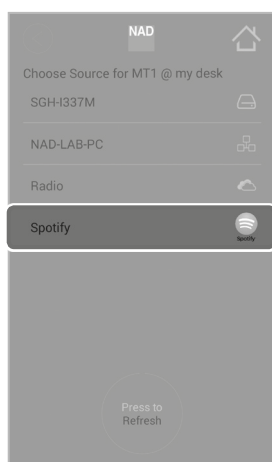 NAD
Choose Source for MT1 @ my desk
SGH-I337M
NAD-LAB-PC
Radio
Spotify
Spotify
Press to
Refresh